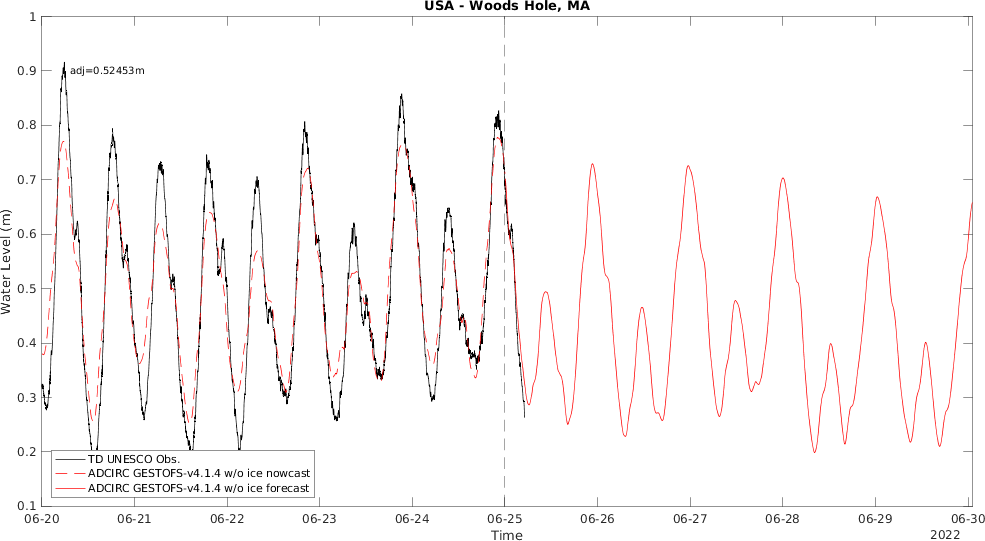 USA - Woods Hole, MA
1
0.9
0.8
0.7
0.6
0.5
0.4
0.3
0.2
0.1
Water Level (m)
adj=0.52453m
TD UNESCO Obs.
ADCIRC GESTOFS-v4.1.4 w/o ice nowcast
ADCIRC GESTOFS-v4.1.4 w/o ice forecast
06-20 06-21 06-22 06-23 06-24 06-25 06-26 06-27 06-28 06-29 06-30
Time
2022